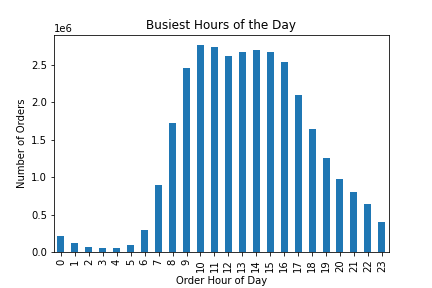 Busiest Hours of the Day
1e6
2.5
2.0
1.5
1.0
0.5
0.0
Number of Orders
0 1 2 3 4 5 6 7 8 9 10 11 12 13 14 15 16 17 18 19 20 21 22 23
Order Hour of Day